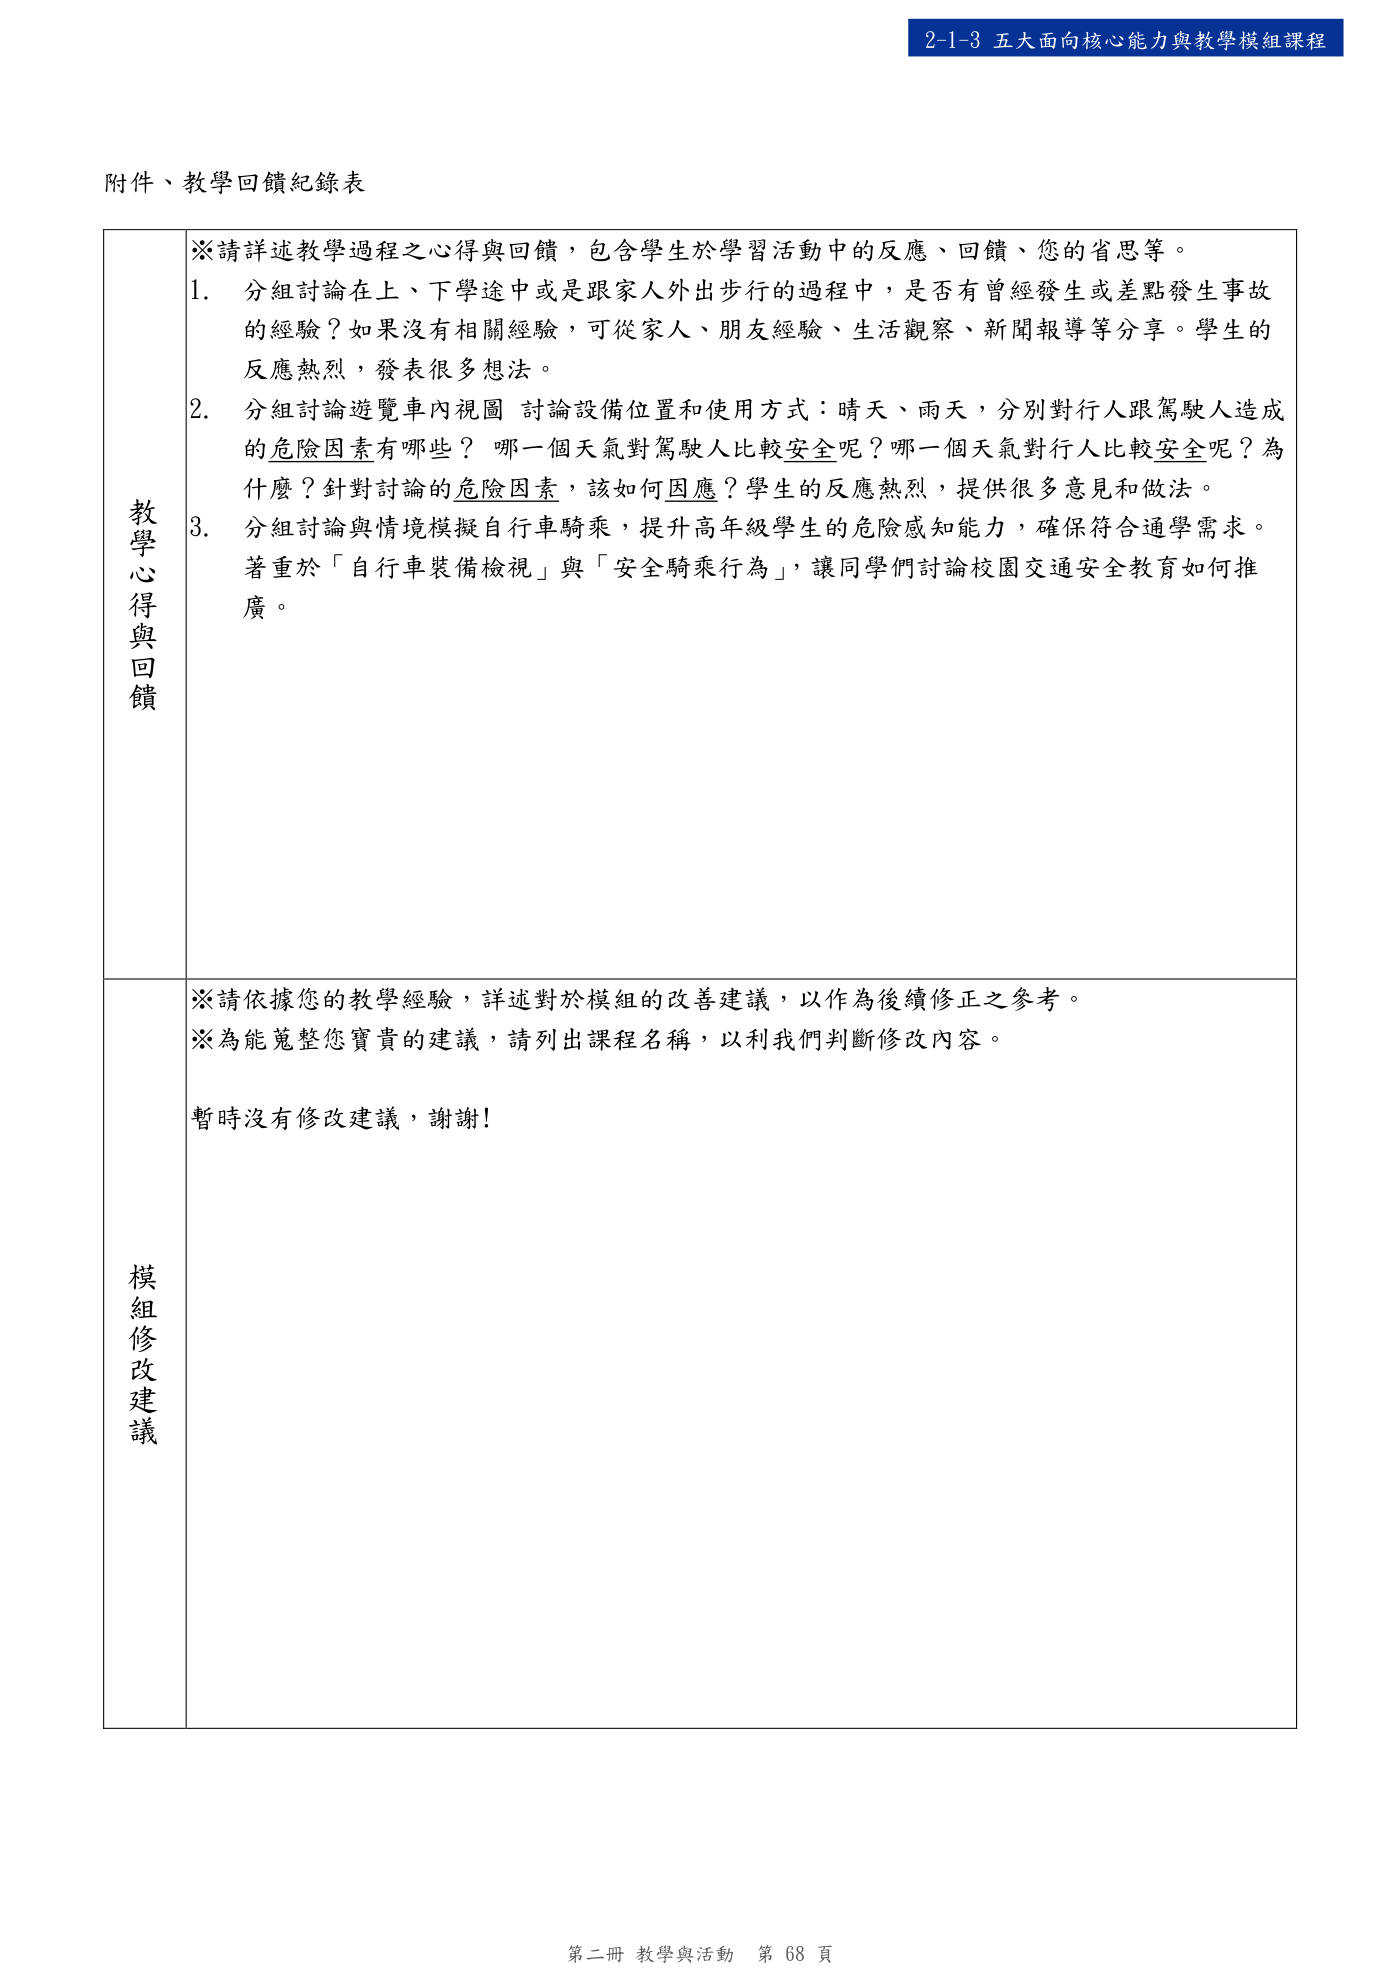 2-1-3 五大面向核心能力與教學模組課程
附件、教學回饋紀錄表
教學心得與回饋
※請詳述教學過程之心得與回饋，包含學生於學習活動中的反應、回饋、您的省思等。
1. 分組討論在上、下學途中或是跟家人外出步行的過程中，是否有曾經發生或差點發生事故
的經驗？如果沒有相關經驗，可從家人、朋友經驗、生活觀察、新聞報導等分享。學生的
反應熱烈，發表很多想法。
2. 分組討論遊覽車內視圖 討論設備位置和使用方式：晴天、雨天，分別對行人跟駕駛人造成
的危險因素有哪些？ 哪一個天氣對駕駛人比較安全呢？哪一個天氣對行人比較安全呢？為
什麼？針對討論的危險因素，該如何因應？學生的反應熱烈，提供很多意見和做法。
3. 分組討論與情境模擬自行車騎乘，提升高年級學生的危險感知能力，確保符合通學需求。
著重於「自行車裝備檢視」與「安全騎乘行為」，讓同學們討論校園交通安全教育如何推
廣。
模組修改建議
※請依據您的教學經驗，詳述對於模組的改善建議，以作為後續修正之參考。
※為能蒐整您寶貴的建議，請列出課程名稱，以利我們判斷修改內容。
暫時沒有修改建議，謝謝!
第二冊 教學與活動 第 68 頁